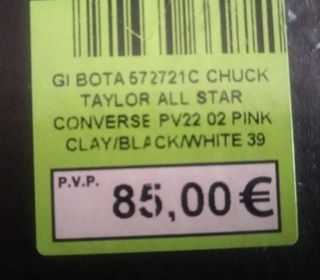 GI BOTA 572721C CHUCK
TAYLOR ALL STAR
CONVERSE PV22 02 PINK
CLAY/BLACK/WHITE 39
P.V.P. 85,00€